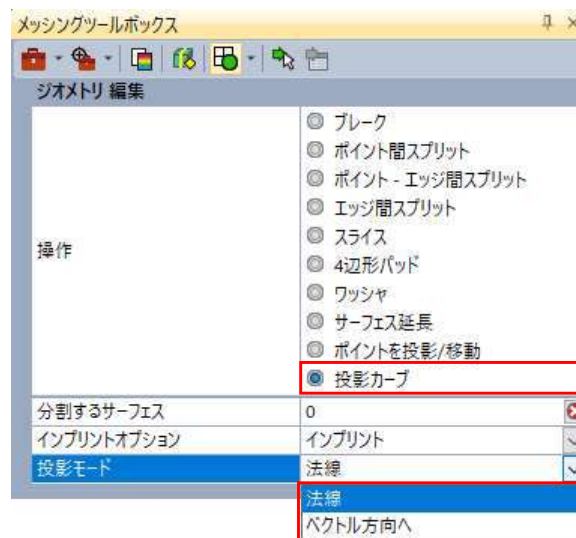 メッシングツールボックス
ジオメトリ 編集
操作
ブレーク
ポイント間スプリット
ポイント - エッジ間スプリット
エッジ間スプリット
スライス
4辺形パッド
ワッシャ
サーフェス延長
ポイントを投影/移動
投影カーブ
分割するサーフェス 0
インプリントオプション インプリント
投影モード 法線
法線
ベクトル方向へ